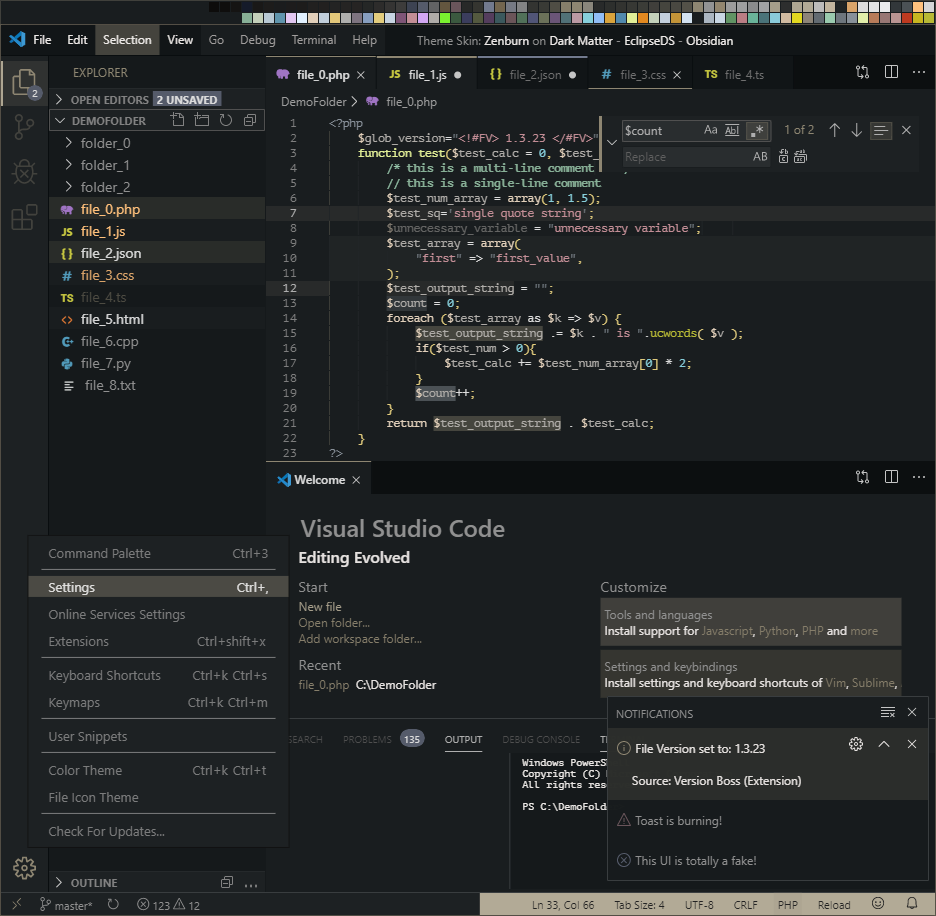 File Edit Selection View Go Debug Terminal Help Theme Skin: Zenburn on Dark Matter - EclipseDS - Obsidian
2
EXPLORER
OPEN EDITORS 2 UNSAVED
DEMOFOLDER
folder_0
folder_1
folder_2
file_0.php
JS file_1.js
{} file_2.json
# file_3.css
TS file_4.ts
<> file_5.html
file_6.cpp
file_7.py
file_8.txt
file_0.php × JS file_1.js ● {} file_2.json ● # file_3.css × TS file_4.ts
DemoFolder > file_0.php
$count Aa Abl .* 1 of 2
Replace AB
1 <?php
2 $glob_version="<!#FV> 1.3.23 </#FV>"
3 function test($test_calc = 0, $test_
4 /* this is a multi-line comment
5 // this is a single-line comment
6 $test_num_array = array(1, 1.5);
7 $test_sq='single quote string';
8 $unnecessary_variable = "unnecessary variable";
9 $test_array = array(
10 "first" => "first_value",
11 );
12 $test_output_string = "";
13 $count = 0;
14 foreach ($test_array as $k => $v) {
15 $test_output_string .= $k . " is ".ucwords( $v );
16 if($test_num > 0){
17 $test_calc += $test_num_array[0] * 2;
18 }
19 $count++;
20 }
21 return $test_output_string . $test_calc;
22 }
23 ?>
Welcome ×
Visual Studio Code
Editing Evolved
Start
New file
Open folder...
Add workspace folder...
Recent
file_0.php C:\DemoFolder
Customize
Tools and languages
Install support for Javascript, Python, PHP and more
Settings and keybindings
Install settings and keyboard shortcuts of Vim, Sublime,
Command Palette Ctrl+3
Settings Ctrl+,
Online Services Settings
Extensions Ctrl+shift+x
Keyboard Shortcuts Ctrl+k Ctrl+s
Keymaps Ctrl+k Ctrl+m
User Snippets
Color Theme Ctrl+k Ctrl+t
File Icon Theme
Check For Updates...
SEARCH PROBLEMS 135 OUTPUT DEBUG CONSOLE T
Windows PowerS
Copyright (C)
All rights res
PS C:\DemoFold
NOTIFICATIONS
File Version set to: 1.3.23
Source: Version Boss (Extension)
Toast is burning!
This UI is totally a fake!
OUTLINE
master* 123 12 Ln 33, Col 66 Tab Size: 4 UTF-8 CRLF PHP Reload